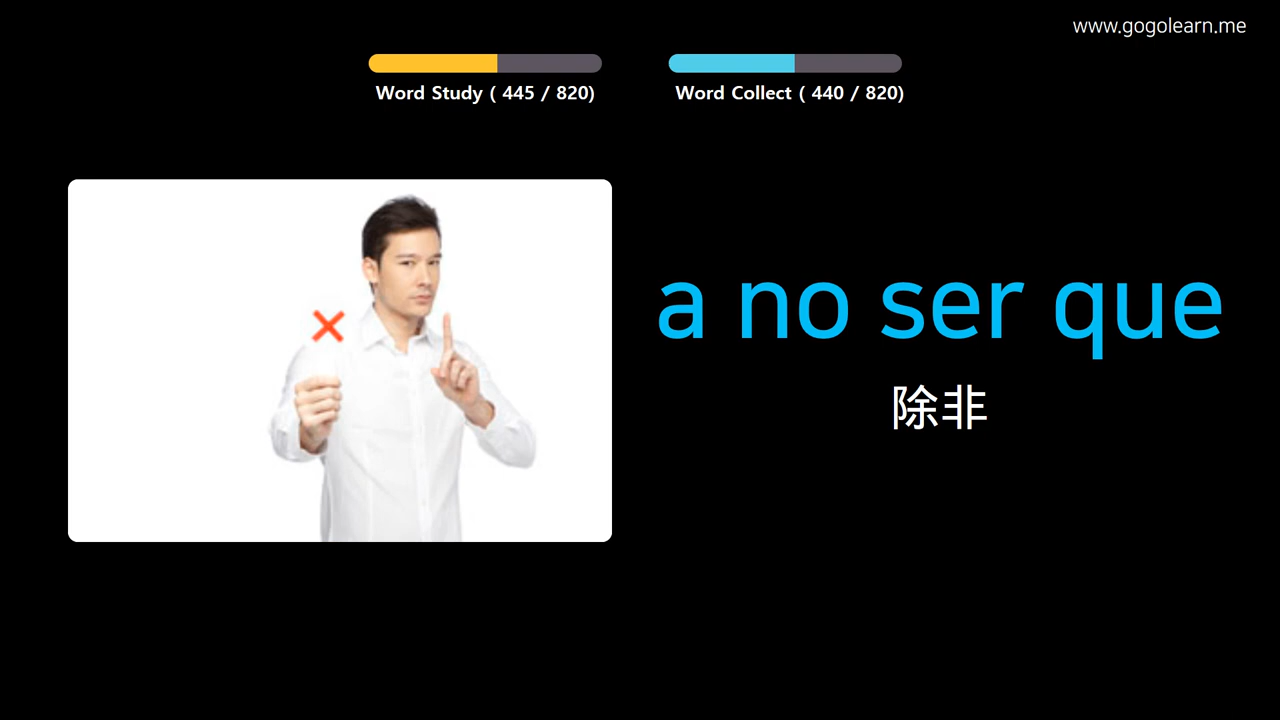 www.gogolearn.me
Word Study ( 445 / 820)
Word Collect ( 440 / 820)
a no ser que
除非